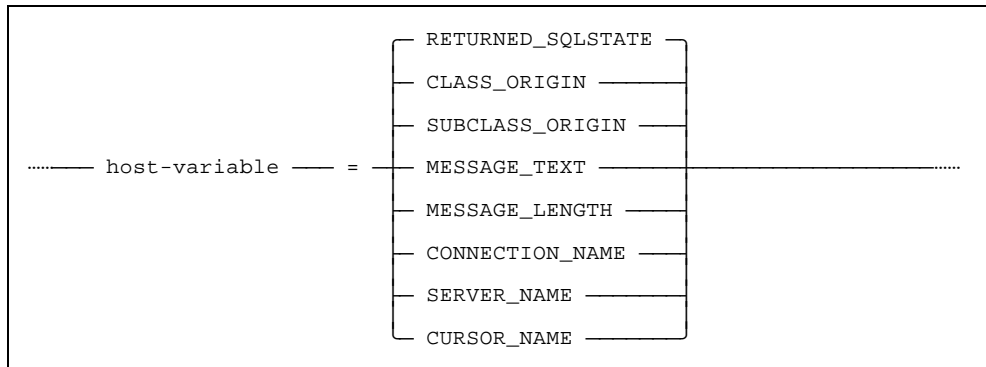 RETURNED_SQLSTATE
CLASS_ORIGIN
SUBCLASS_ORIGIN
host-variable = MESSAGE_TEXT
MESSAGE_LENGTH
CONNECTION_NAME
SERVER_NAME
CURSOR_NAME